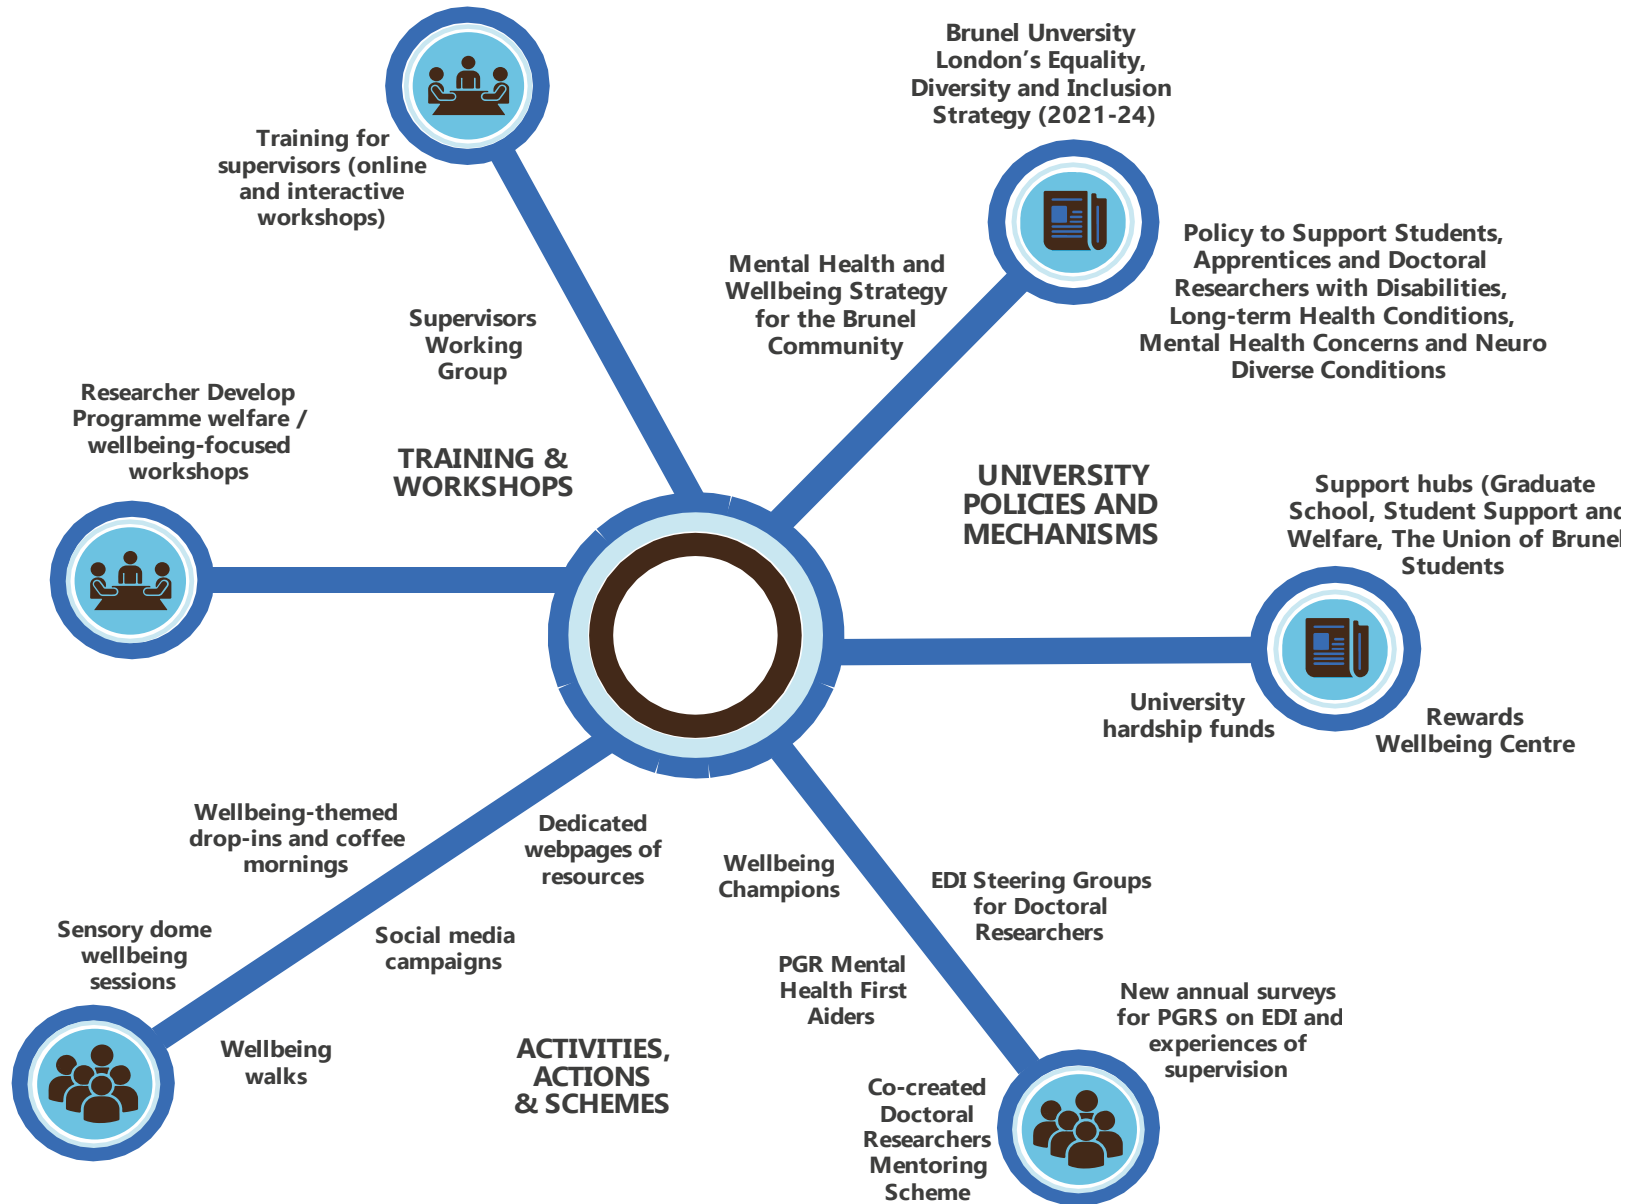 Brunel Unversity
London’s Equality,
Diversity and Inclusion
Strategy (2021-24)
Training for
supervisors (online
and interactive
workshops)
Mental Health and
Wellbeing Strategy
for the Brunel
Community
Policy to Support Students,
Apprentices and Doctoral
Researchers with Disabilities,
Long-term Health Conditions,
Mental Health Concerns and Neuro
Diverse Conditions
Supervisors
Working
Group
Researcher Develop
Programme welfare /
wellbeing-focused
workshops
TRAINING &
WORKSHOPS
UNIVERSITY
POLICIES AND
MECHANISMS
Support hubs (Graduate
School, Student Support and
Welfare, The Union of Brunel
Students
University
hardship funds
Rewards
Wellbeing Centre
Wellbeing-themed
drop-ins and coffee
mornings
Dedicated
webpages of
resources
Wellbeing
Champions
EDI Steering Groups
for Doctoral
Researchers
Sensory dome
wellbeing
sessions
Social media
campaigns
PGR Mental
Health First
Aiders
New annual surveys
for PGRS on EDI and
experiences of
supervision
Wellbeing
walks
ACTIVITIES,
ACTIONS
& SCHEMES
Co-created
Doctoral
Researchers
Mentoring
Scheme